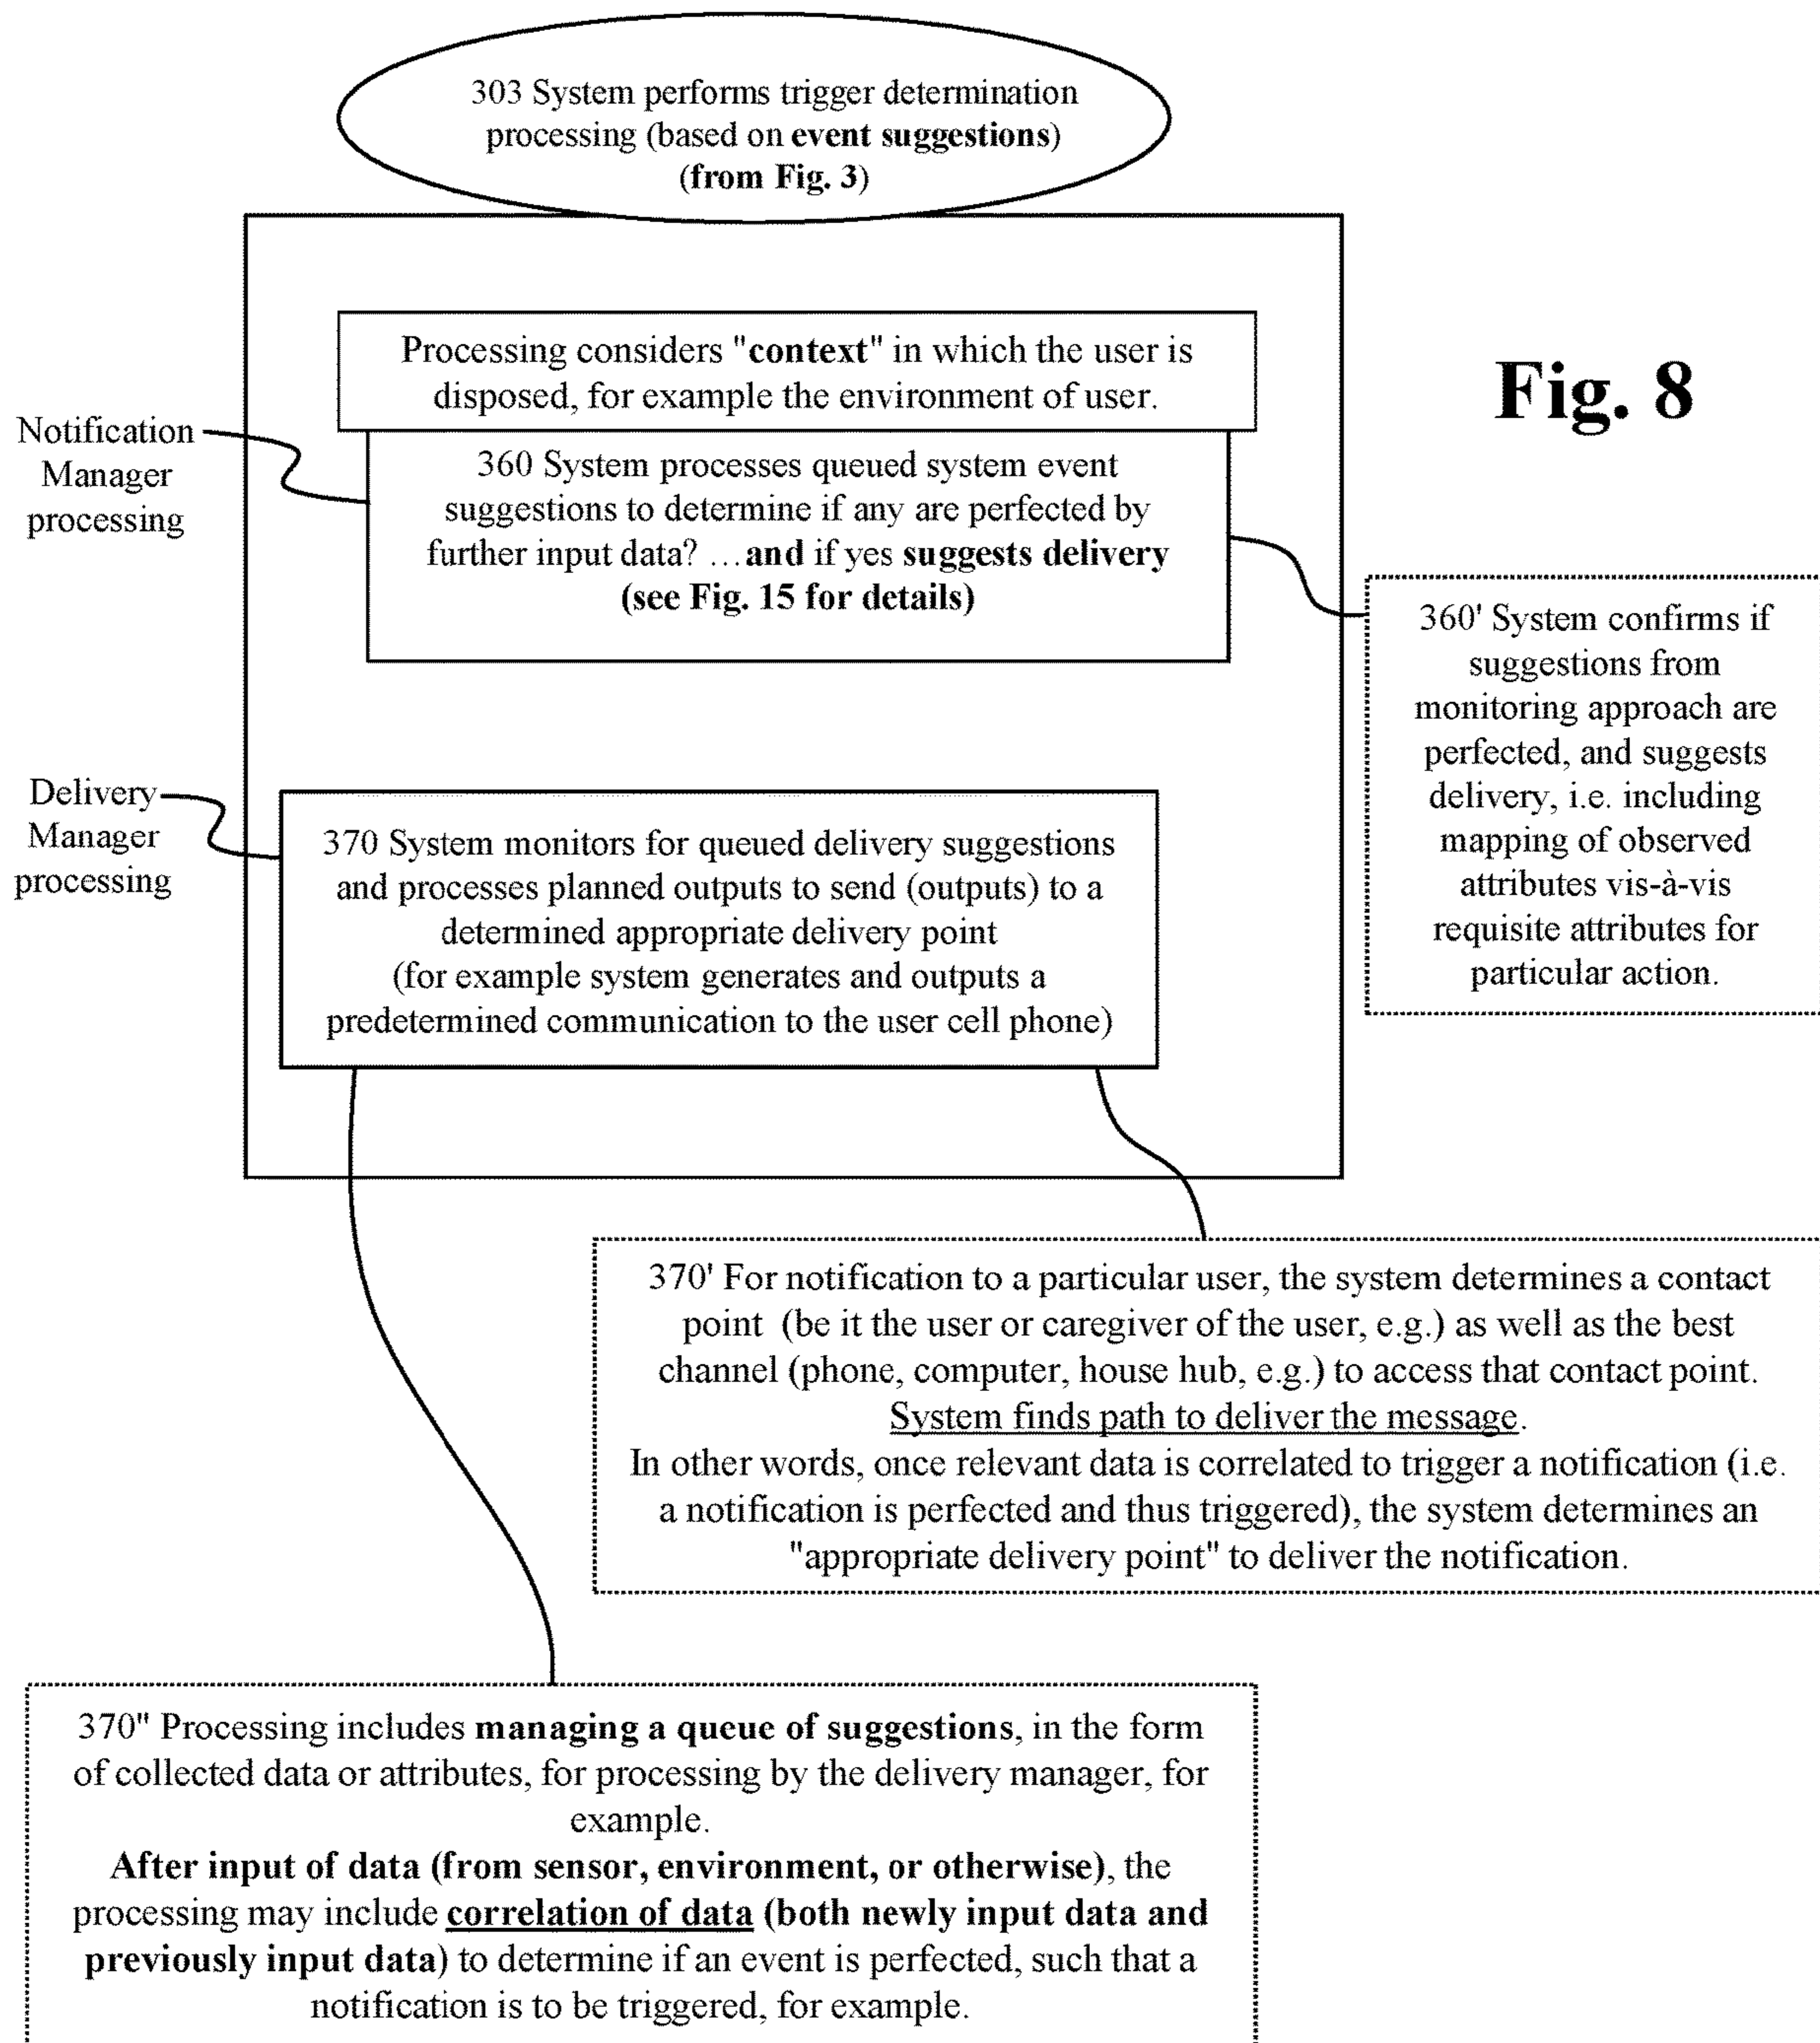 303 System performs trigger determination
processing (based on event suggestions)
(from Fig. 3)
Processing considers "context" in which the user is
disposed, for example the environment of user.
Fig. 8
Notification
Manager
processing
360 System processes queued system event
suggestions to determine if any are perfected by
further input data? ...and if yes suggests delivery
(see Fig. 15 for details)
360' System confirms if
suggestions from
monitoring approach are
perfected, and suggests
delivery, i.e. including
mapping of observed
attributes vis-à-vis
requisite attributes for
particular action.
Delivery
Manager
processing
370 System monitors for queued delivery suggestions
and processes planned outputs to send (outputs) to a
determined appropriate delivery point
(for example system generates and outputs a
predetermined communication to the user cell phone)
370' For notification to a particular user, the system determines a contact
point (be it the user or caregiver of the user, e.g.) as well as the best
channel (phone, computer, house hub, e.g.) to access that contact point.
System finds path to deliver the message.
In other words, once relevant data is correlated to trigger a notification (i.e.
a notification is perfected and thus triggered), the system determines an
"appropriate delivery point" to deliver the notification.
370" Processing includes managing a queue of suggestions, in the form
of collected data or attributes, for processing by the delivery manager, for
example.
After input of data (from sensor, environment, or otherwise), the
processing may include correlation of data (both newly input data and
previously input data) to determine if an event is perfected, such that a
notification is to be triggered, for example.